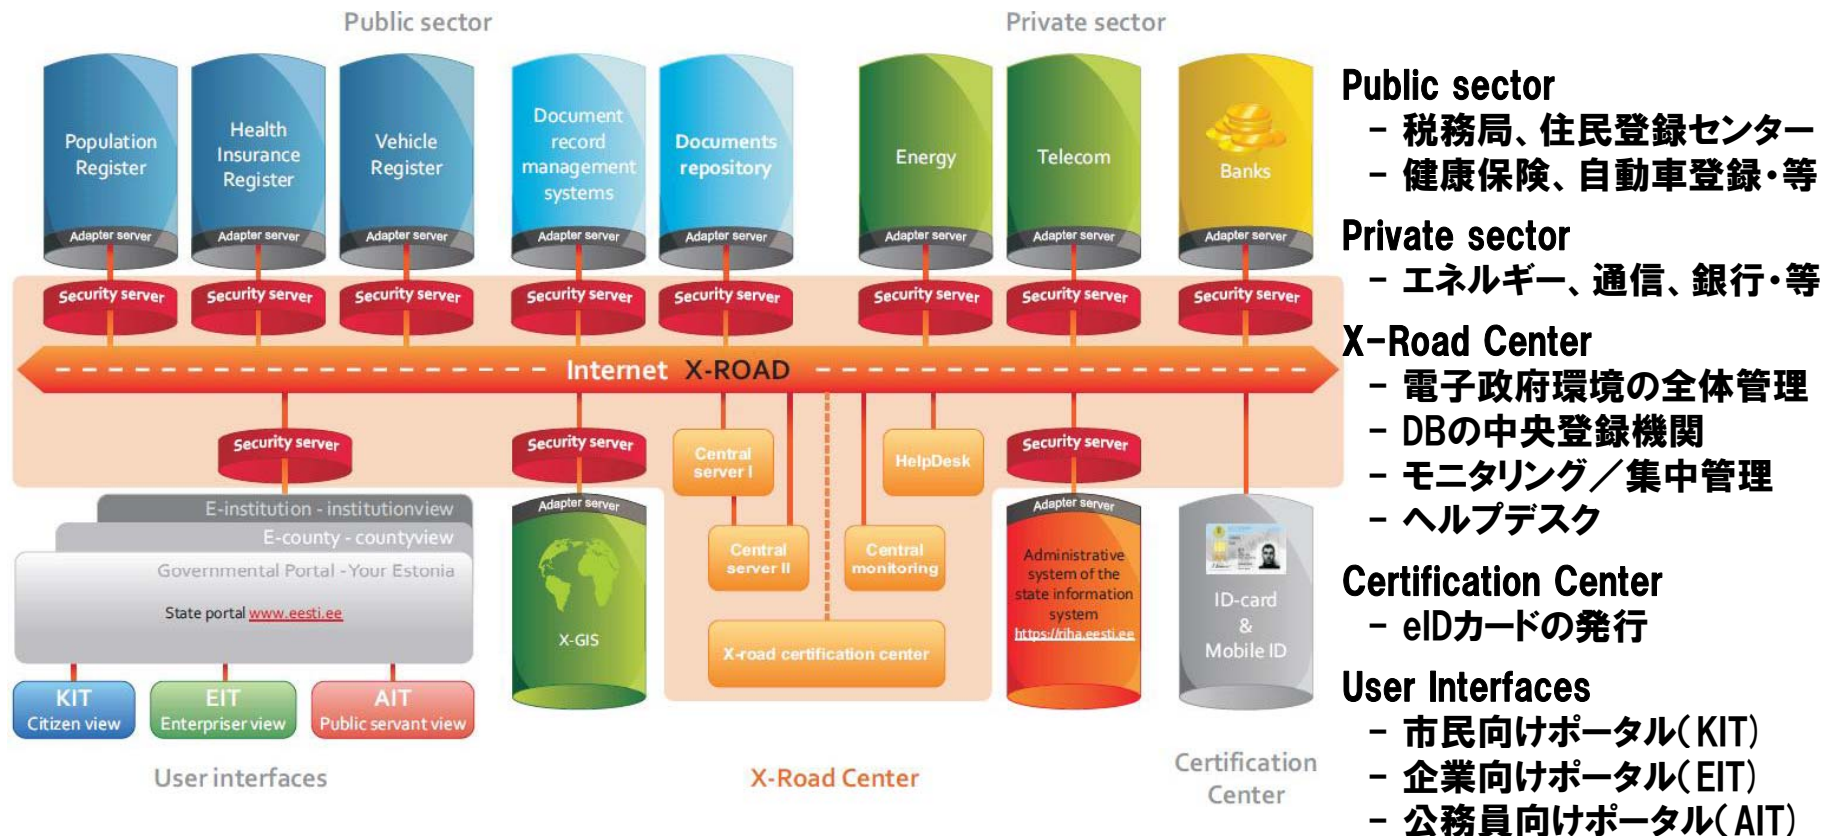 Public sector
Private sector
Population
Register
Adapter server
Health
Insurance
Register
Adapter server
Vehicle
Register
Adapter server
Document
record
management
systems
Adapter server
Documents
repository
Adapter server
Energy
Adapter server
Telecom
Adapter server
Banks
Adapter server
Security server
Security server
Security server
Security server
Security server
Security server
Security server
Security server
Internet X-ROAD
Security server
Security server
Central
server I
HelpDesk
Security server
E-institution - institutionview
E-county - countyview
Governmental Portal -Your Estonia
State portal www.eesti.ee
KIT
Citizen view
EIT
Enterpriser view
AIT
Public servant view
User interfaces
Adapter server
X-GIS
Central
server II
Central
monitoring
X-road certification center
X-Road Center
Adapter server
Administrative
system of the
state information
system
https://riha.eesti.ee
ID-card
&
Mobile ID
Certification
Center
Public sector
- 税務局、住民登録センター
- 健康保険、自動車登録・等
Private sector
- エネルギー、通信、銀行・等
X-Road Center
- 電子政府環境の全体管理
- DBの中央登録機関
- モニタリング／集中管理
- ヘルプデスク
Certification Center
- eIDカードの発行
User Interfaces
- 市民向けポータル(KIT)
- 企業向けポータル(EIT)
- 公務員向けポータル(AIT)